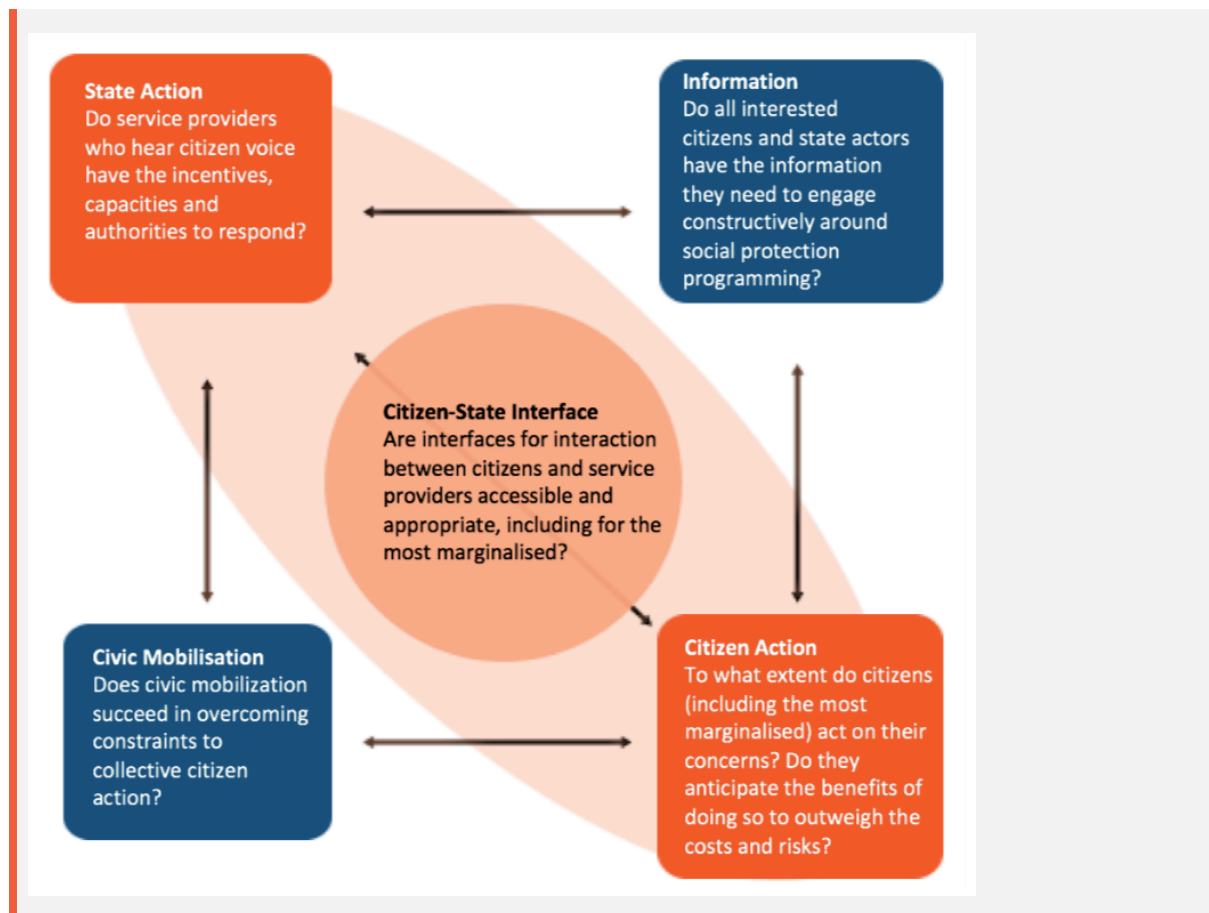 State Action
Do service providers
who hear citizen voice
have the incentives,
capacities and
authorities to respond?
Information
Do all interested
citizens and state actors
have the information
they need to engage
constructively around
social protection
programming?
Citizen-State Interface
Are interfaces for interaction
between citizens and service
providers accessible and
appropriate, including for the
most marginalised?
Civic Mobilisation
Does civic mobilization
succeed in overcoming
constraints to
collective citizen
action?
Citizen Action
To what extent do citizens
(including the most
marginalised) act on their
concerns? Do they
anticipate the benefits of
doing so to outweigh the
costs and risks?